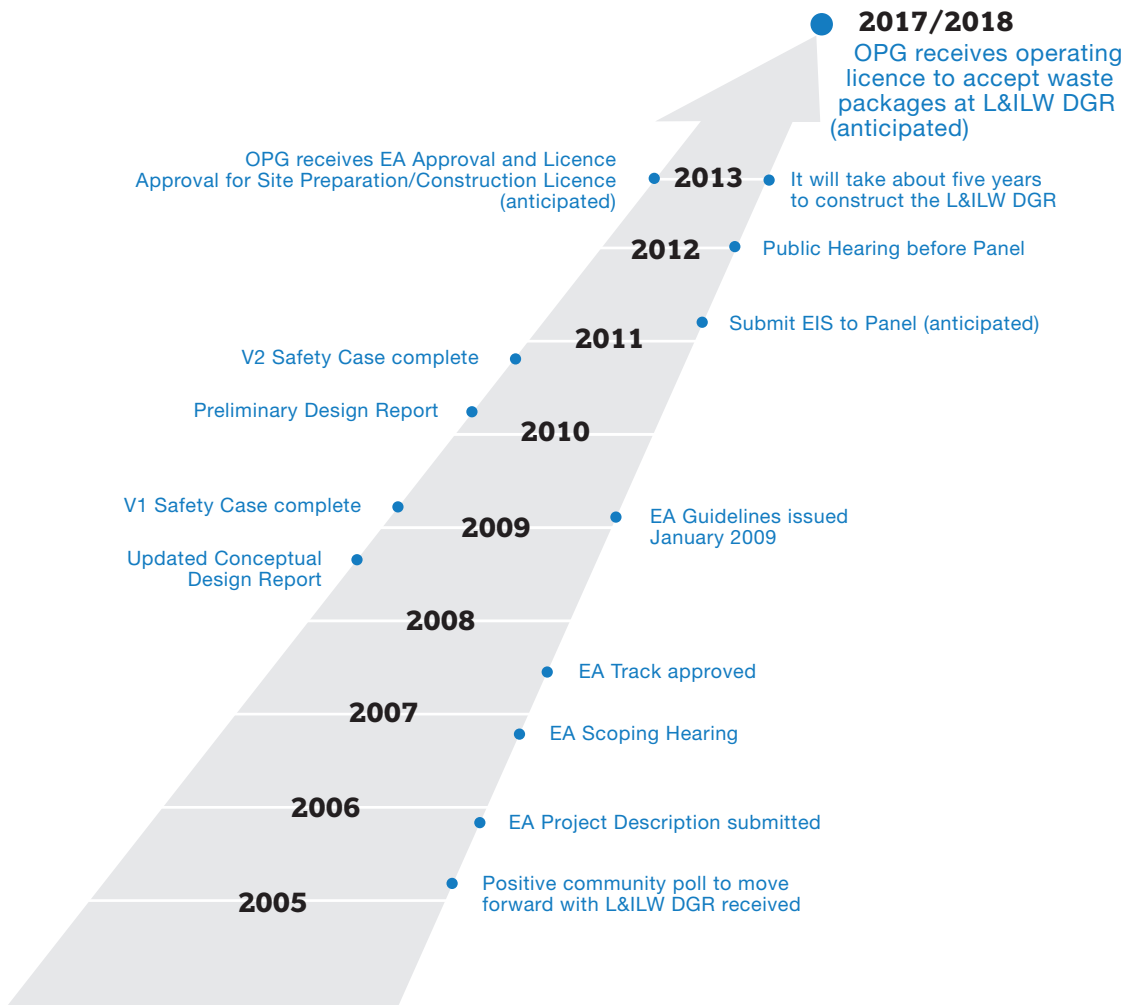 2017/2018
OPG receives operating
licence to accept waste
packages at L&ILW DGR
(anticipated)
OPG receives EA Approval and Licence
Approval for Site Preparation/Construction Licence
(anticipated)
2013
It will take about five years
to construct the L&ILW DGR
2012
Public Hearing before Panel
Submit EIS to Panel (anticipated)
2011
V2 Safety Case complete
Preliminary Design Report
2010
V1 Safety Case complete
2009
EA Guidelines issued
January 2009
Updated Conceptual
Design Report
2008
EA Track approved
2007
EA Scoping Hearing
2006
EA Project Description submitted
Positive community poll to move
forward with L&ILW DGR received
2005